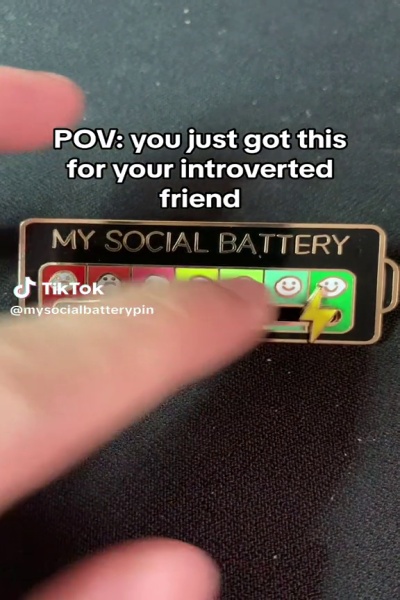 POV: you just got this
for your introverted
friend
MY SOCIAL BATTERY
TikTok
@mysocialbatterypin